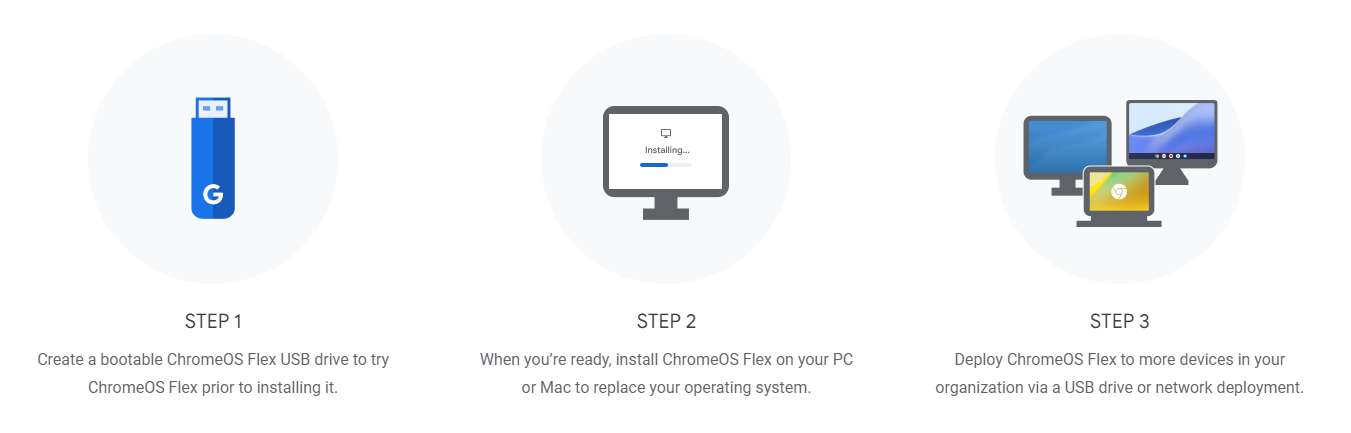 G
Installing...
STEP 1
Create a bootable ChromeOS Flex USB drive to try
ChromeOS Flex prior to installing it.
STEP 2
When you’re ready, install ChromeOS Flex on your PC
or Mac to replace your operating system.
STEP 3
Deploy ChromeOS Flex to more devices in your
organization via a USB drive or network deployment.